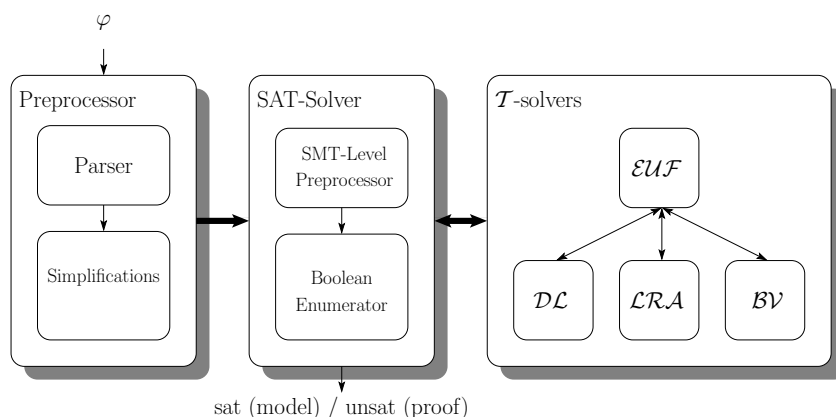 φ
Preprocessor
Parser
Simplifications
SAT-Solver
SMT-Level
Preprocessor
Boolean
Enumerator
𝒯-solvers
ℰ𝒰ℱ
𝒟ℒ
ℒℛ𝒜
ℬ𝒱
sat (model) / unsat (proof)